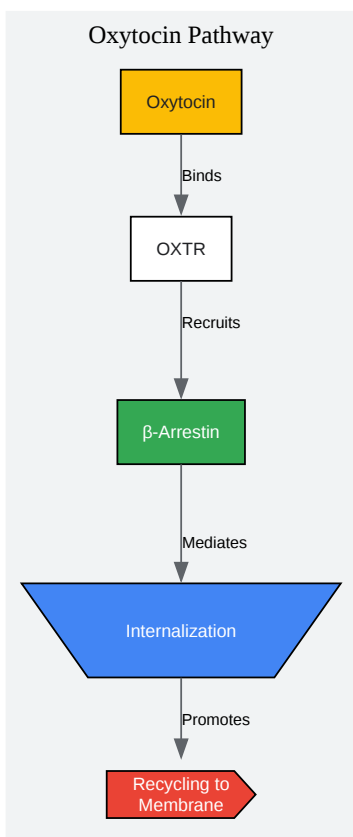 Oxytocin Pathway
Oxytocin
Binds
OXTR
Recruits
β-Arrestin
Mediates
Internalization
Promotes
Recycling to
Membrane